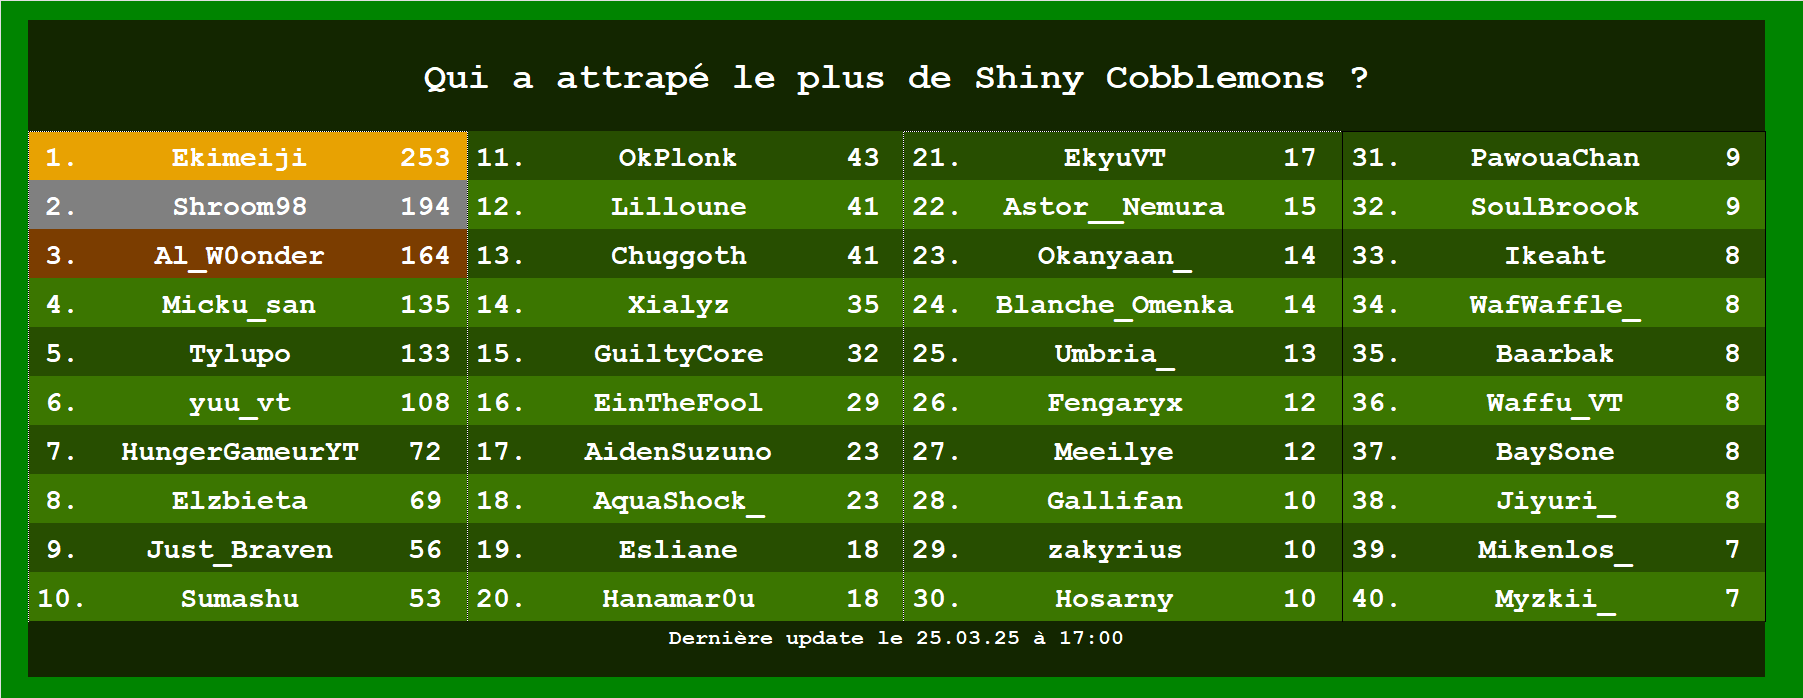 Qui a attrapé le plus de Shiny Cobblemons ?
1. Ekimeiji 253
2. Shroom98 194
3. Al_W0onder 164
4. Micku_san 135
5. Tylupo 133
6. yuu_vt 108
7. HungerGameurYT 72
8. Elzbieta 69
9. Just_Braven 56
10. Sumashu 53
11. OkPlonk 43
12. Lilloune 41
13. Chuggoth 41
14. Xialyz 35
15. GuiltyCore 32
16. EinTheFool 29
17. AidenSuzuno 23
18. AquaShock_ 23
19. Esliane 18
20. Hanamar0u 18
21. EkyuVT 17
22. Astor__Nemura 15
23. Okanyaan_ 14
24. Blanche_Omenka 14
25. Umbria_ 13
26. Fengaryx 12
27. Meeilye 12
28. Gallifan 10
29. zakyrius 10
30. Hosarny 10
31. PawouaChan 9
32. SoulBroook 9
33. Ikeaht 8
34. WafWaffle_ 8
35. Baarbak 8
36. Waffu_VT 8
37. BaySone 8
38. Jiyuri_ 8
39. Mikenlos_ 7
40. Myzkii_ 7
Dernière update le 25.03.25 à 17:00